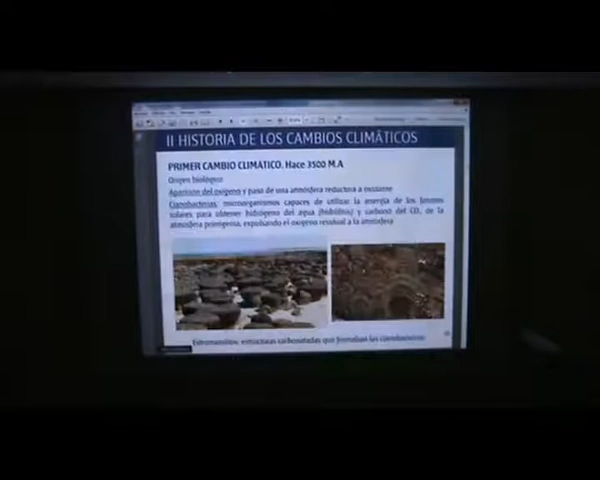 II HISTORIA DE LOS CAMBIOS CLIMÁTICOS
PRIMER CAMBIO CLIMÁTICO. Hace 3500 M.A
Origen biológico
Aparición del oxígeno y paso de una atmósfera reductora a oxidante
Cianobacterias: microorganismos capaces de utilizar la energía de los fotones
solares para obtener hidrógeno del agua (hidrólisis) y carbono del CO₂ de la
atmósfera primigenia, expulsando el oxígeno residual a la atmósfera
Estromatolitos: estructuras carbonatadas que formaban las cianobacterias